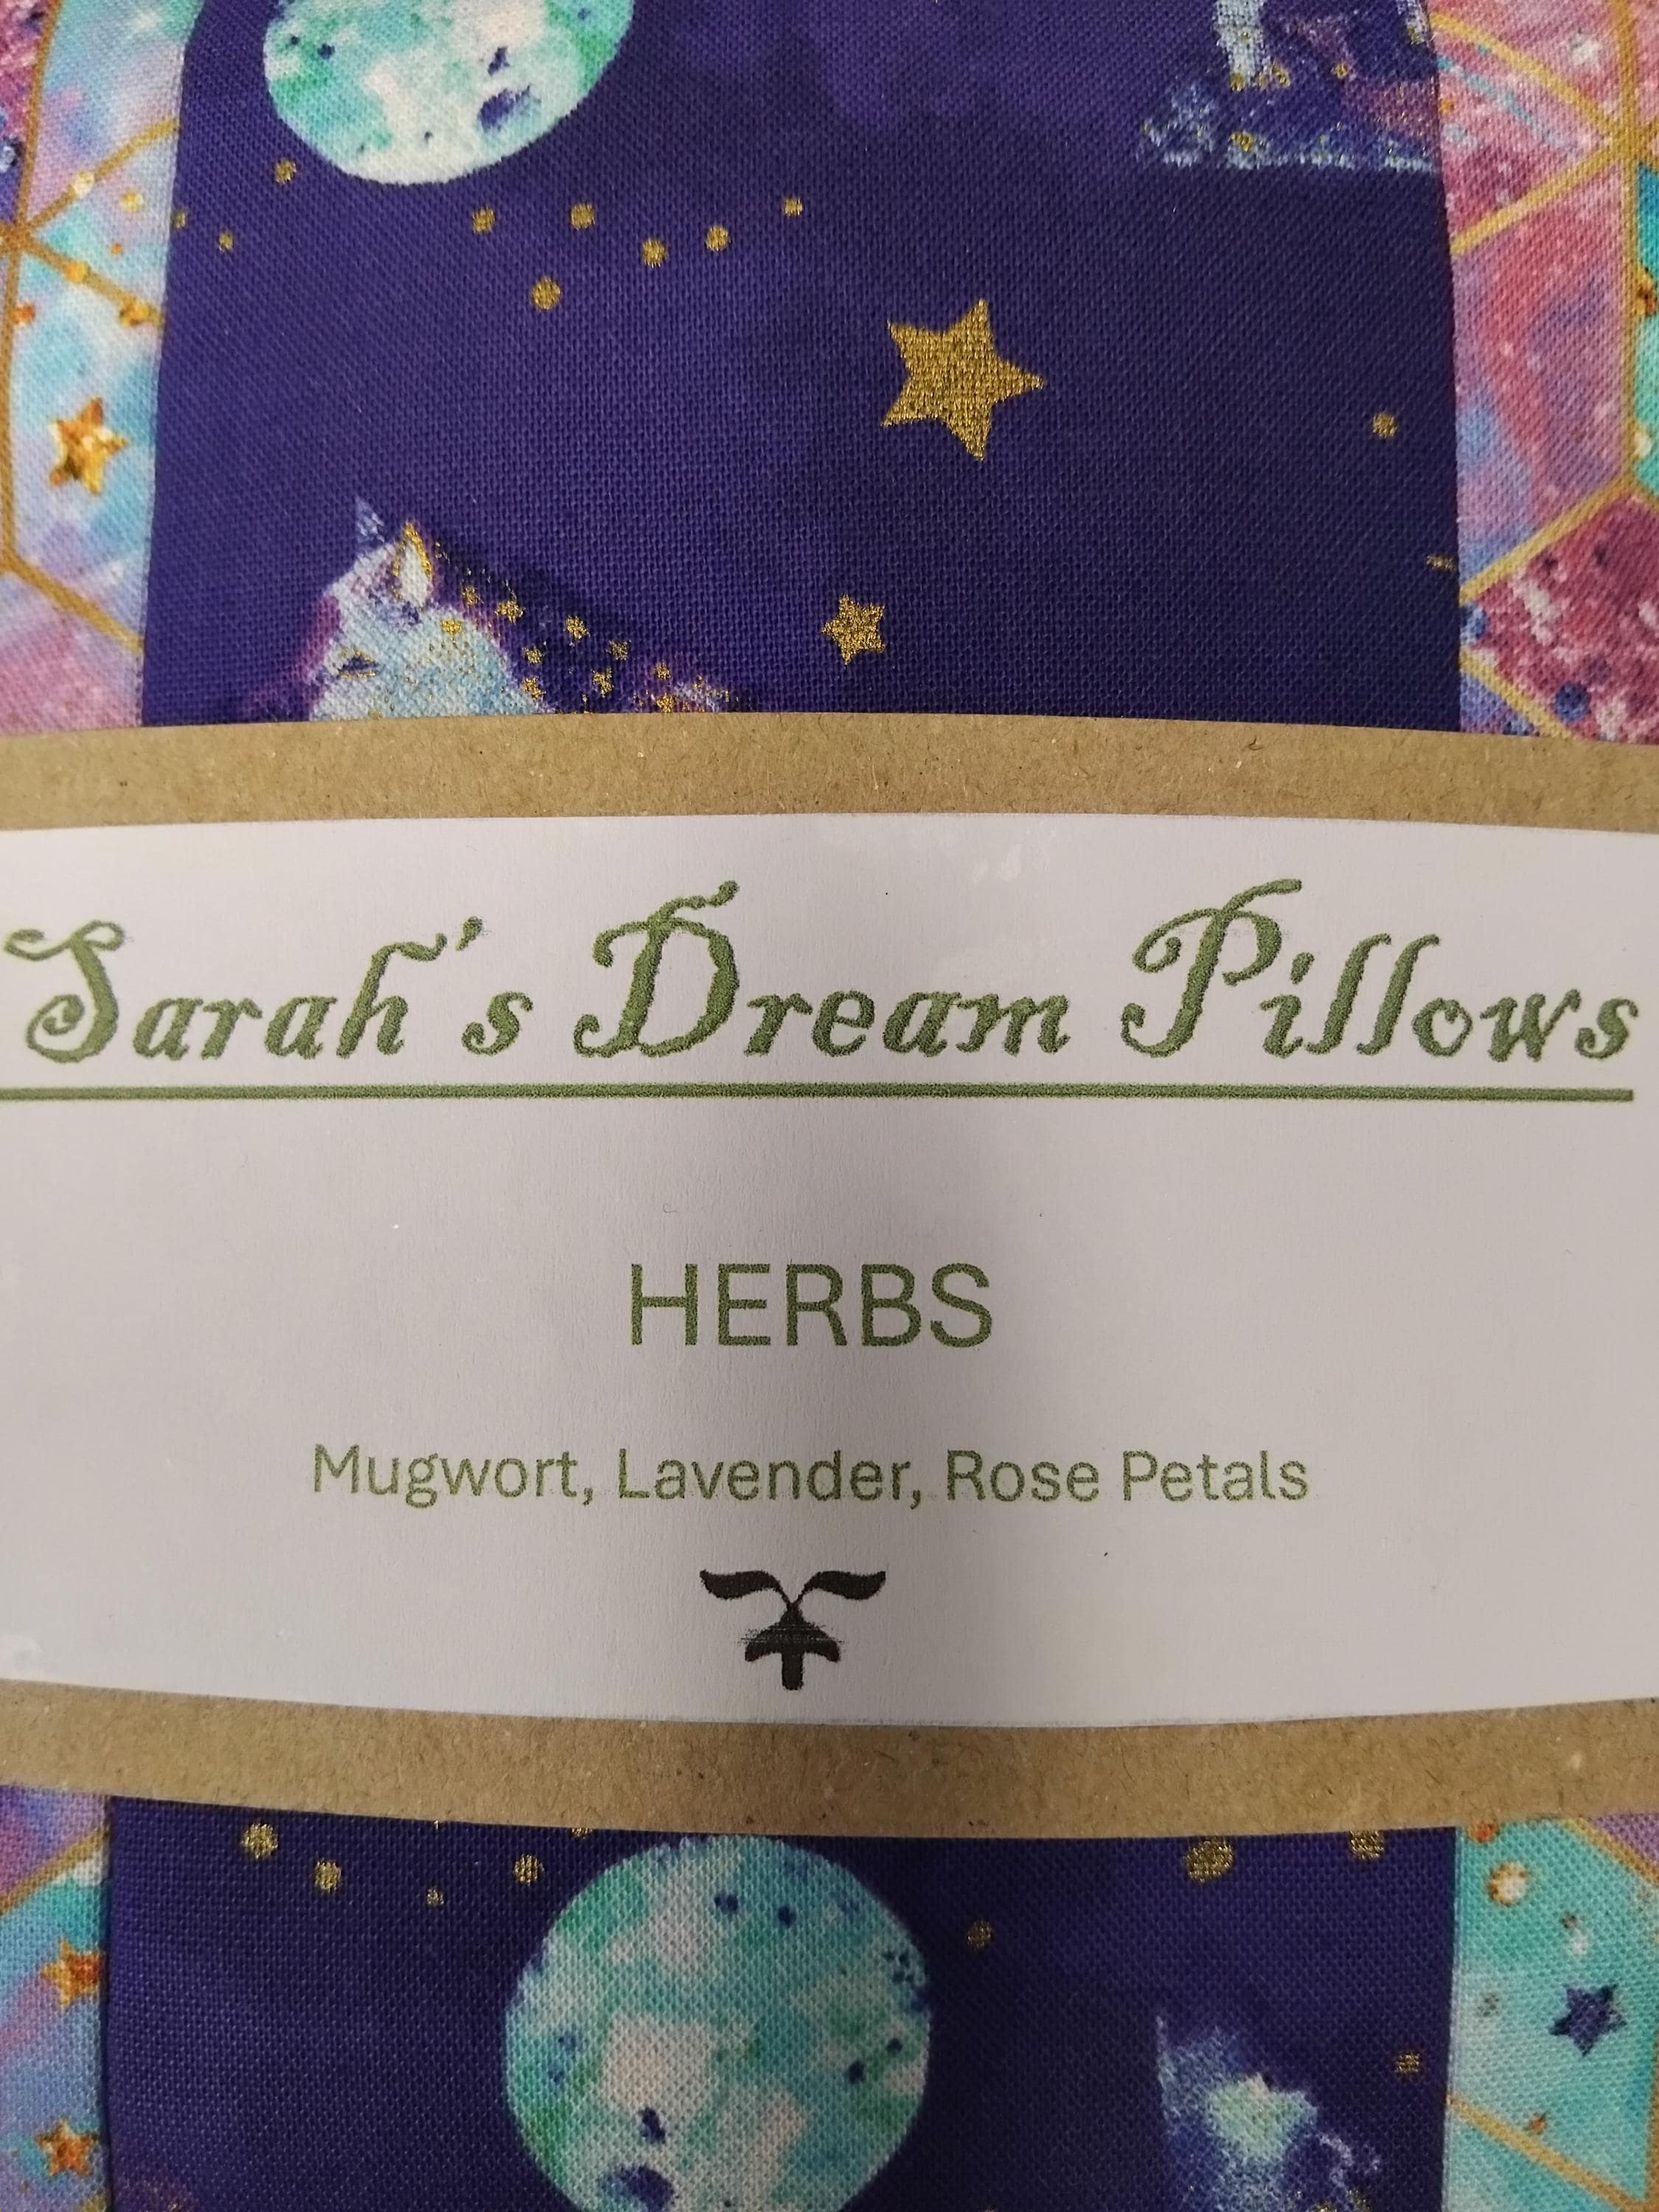 Sarah's Dream Pillows
HERBS
Mugwort, Lavender, Rose Petals